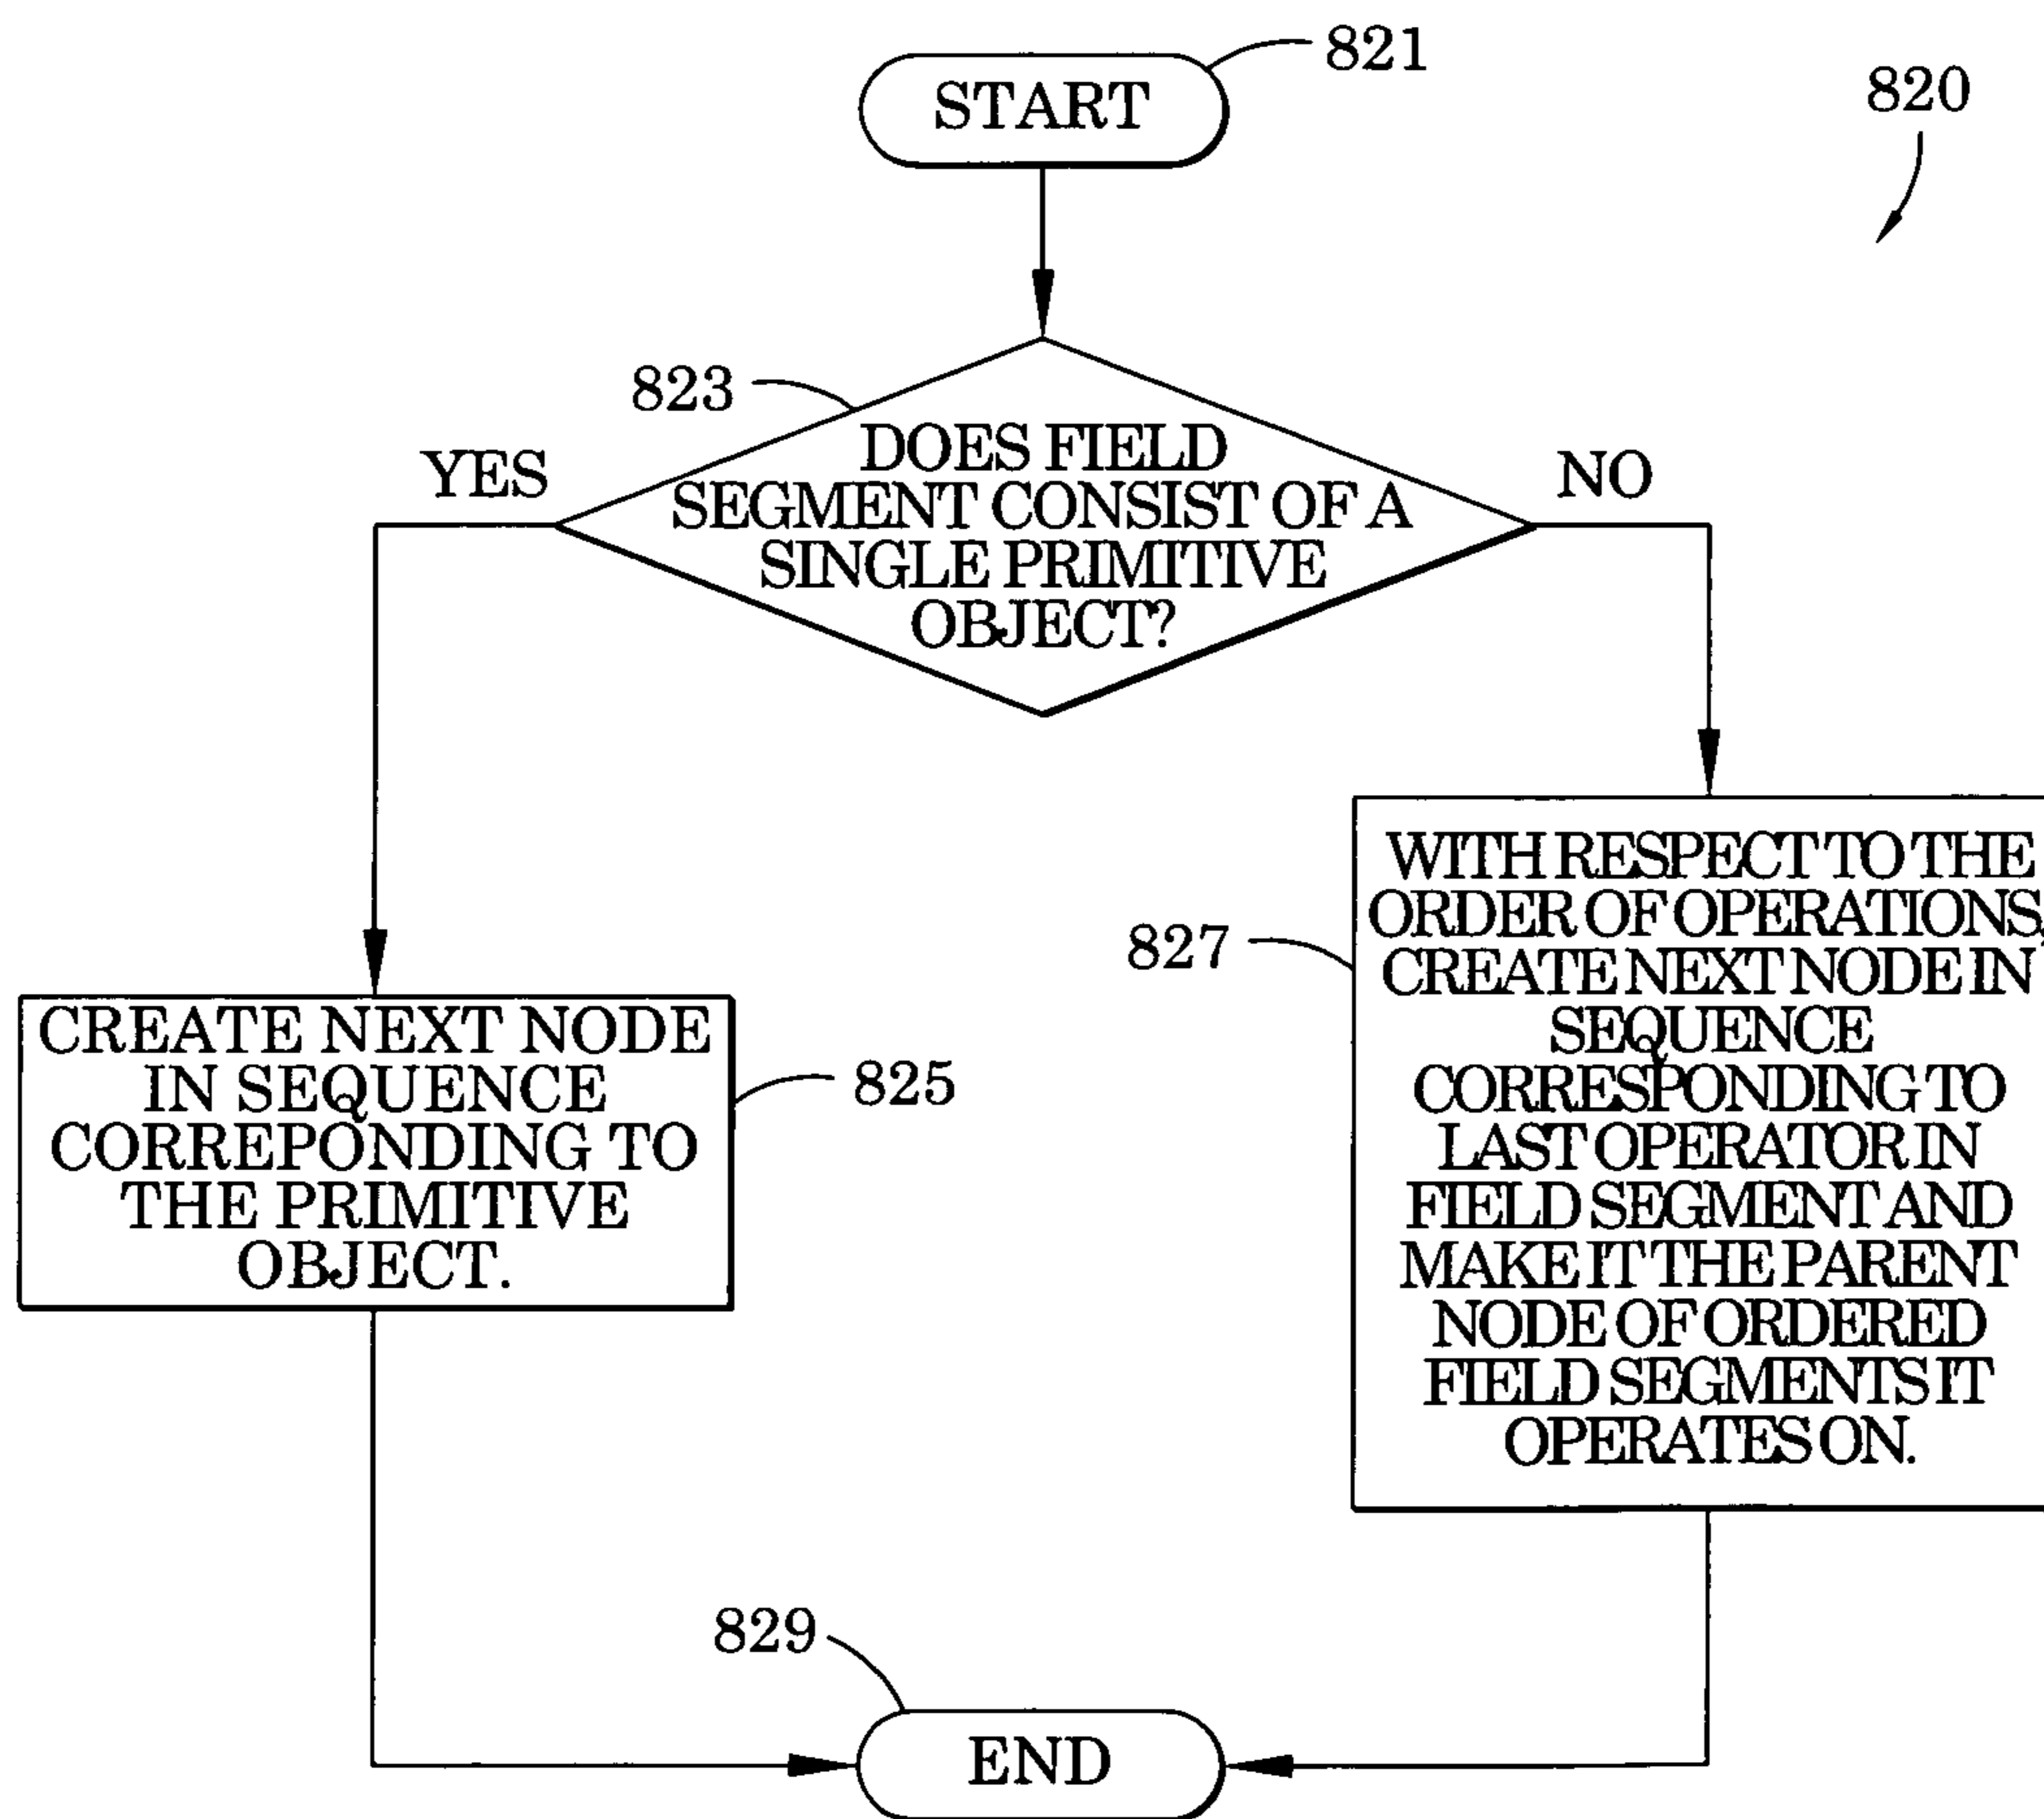 START
821
820
823
DOES FIELD
SEGMENT CONSIST OF A
SINGLE PRIMITIVE
OBJECT?
YES
NO
CREATE NEXT NODE
IN SEQUENCE
CORREPONDING TO
THE PRIMITIVE
OBJECT.
825
827
WITH RESPECT TO THE
ORDER OF OPERATIONS,
CREATE NEXT NODE IN
SEQUENCE
CORRESPONDING TO
LAST OPERATOR IN
FIELD SEGMENT AND
MAKE IT THE PARENT
NODE OF ORDERED
FIELD SEGMENTS IT
OPERATES ON.
829
END